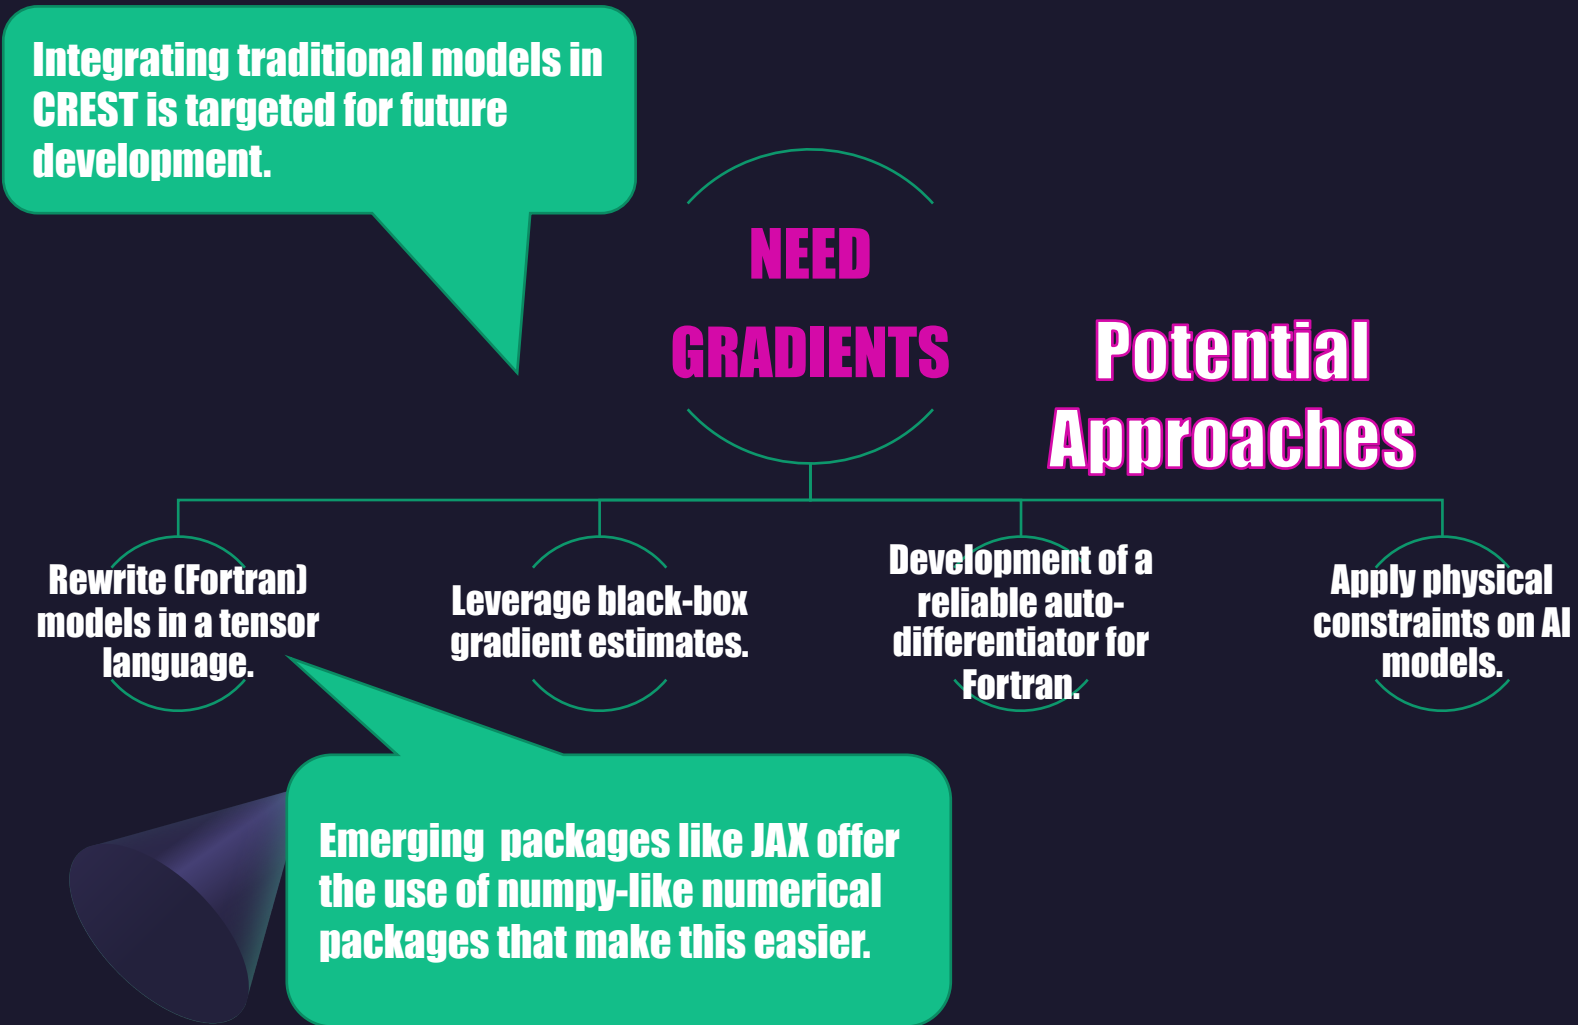 Integrating traditional models in
CREST is targeted for future
development.
NEED
GRADIENTS
Potential
Approaches
Rewrite (Fortran)
models in a tensor
language.
Leverage black-box
gradient estimates.
Development of a
reliable auto-
differentiator for
Fortran.
Apply physical
constraints on AI
models.
Emerging  packages like JAX offer
the use of numpy-like numerical
packages that make this easier.